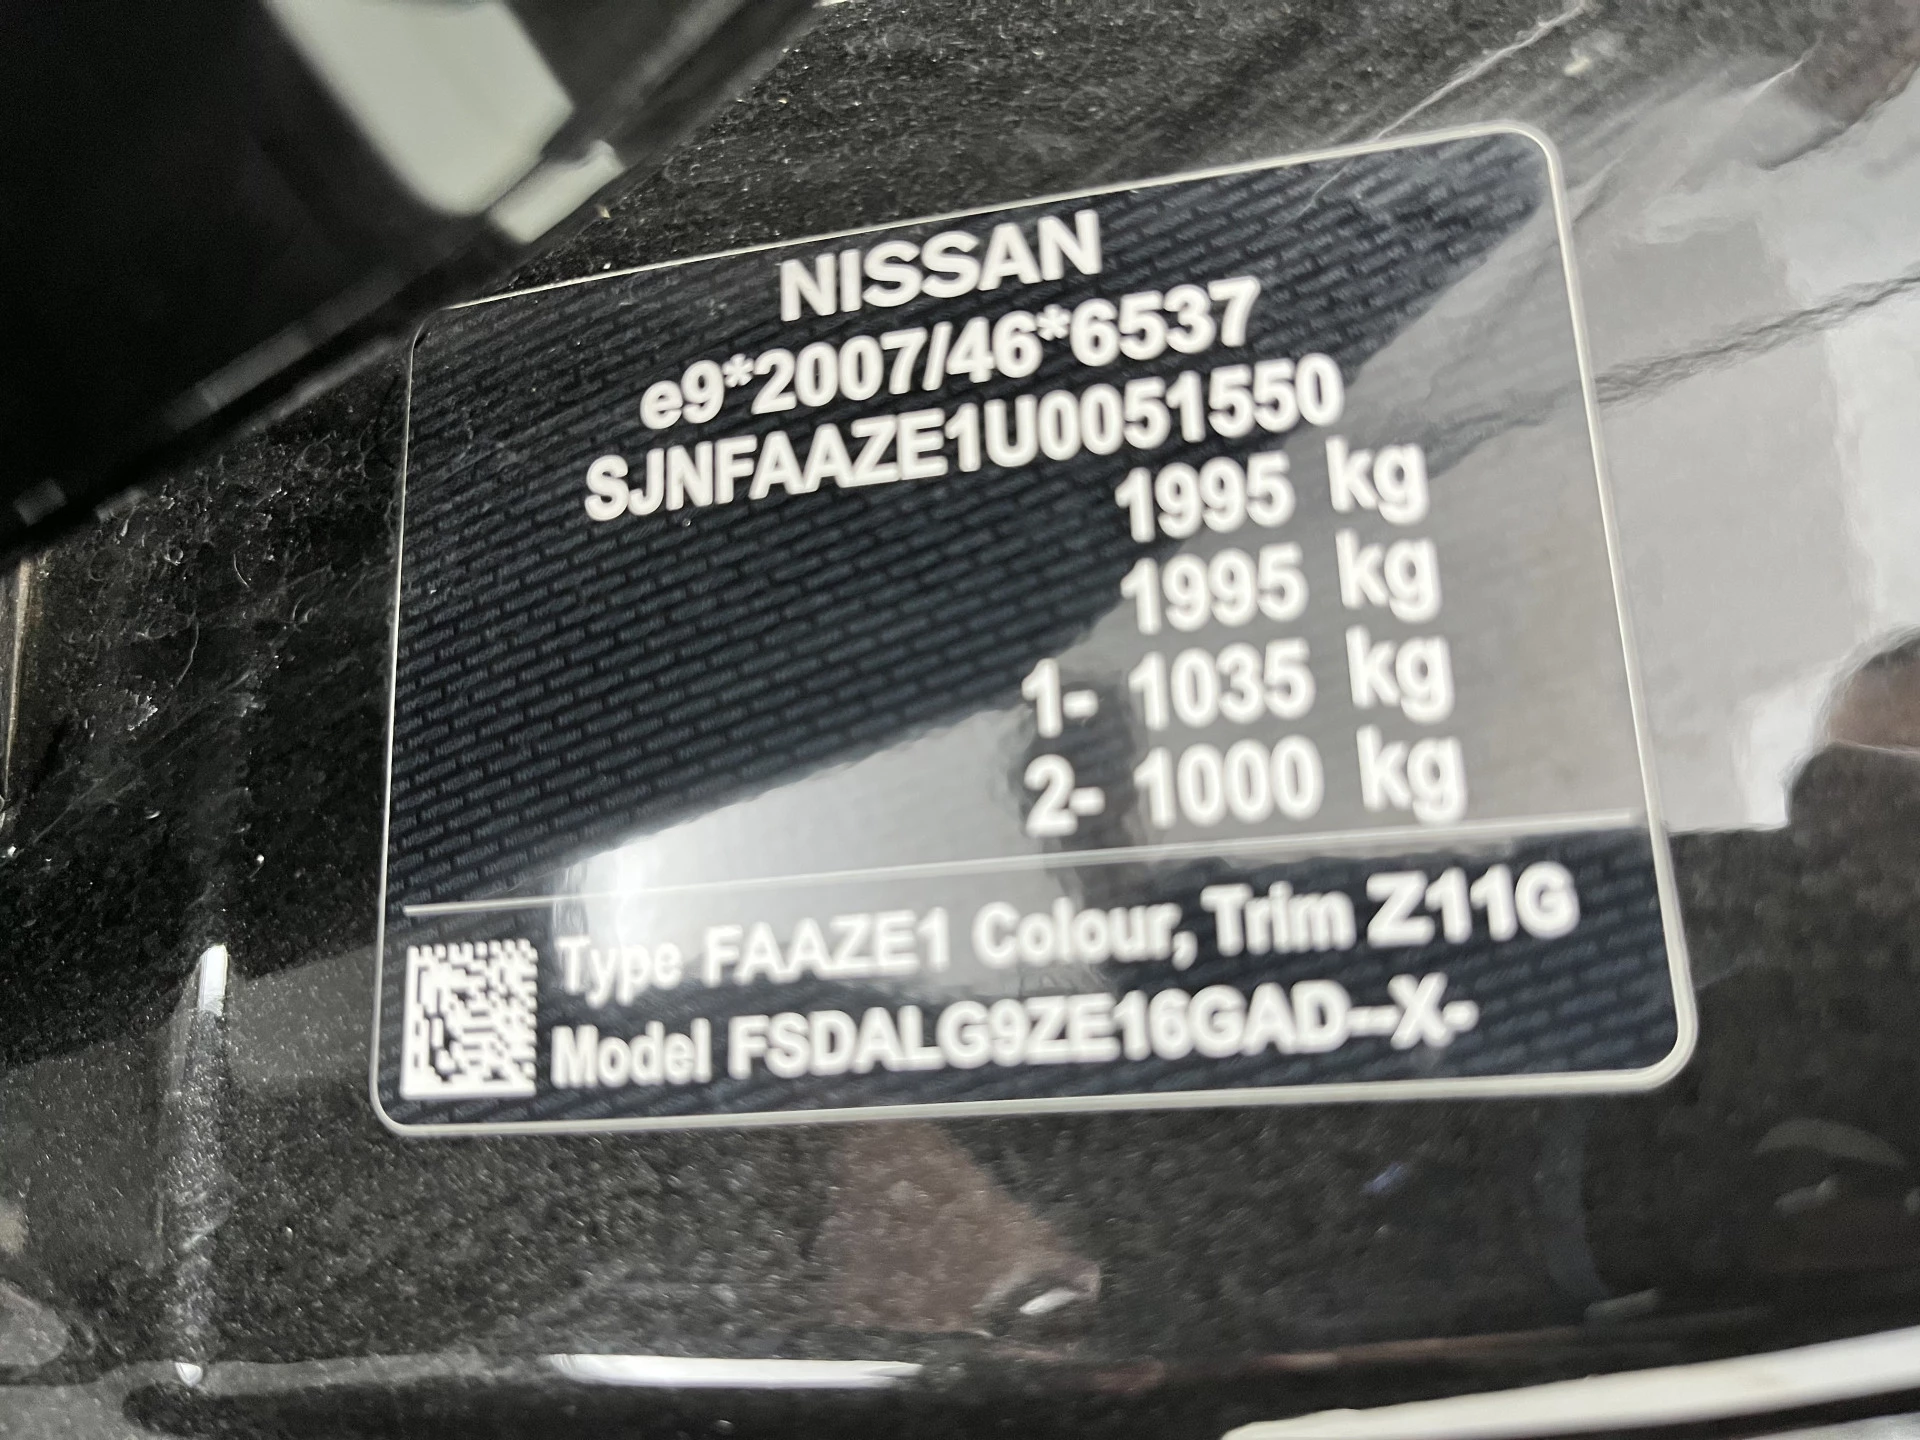 NISSAN
e9*2007/46*6537
SJNFAAZE1U0051550
1995 kg
1995 kg
1- 1035 kg
2- 1000 kg
Type FAAZE1 Colour, Trim Z11G
Model FSDALG9ZE16GAD--X-